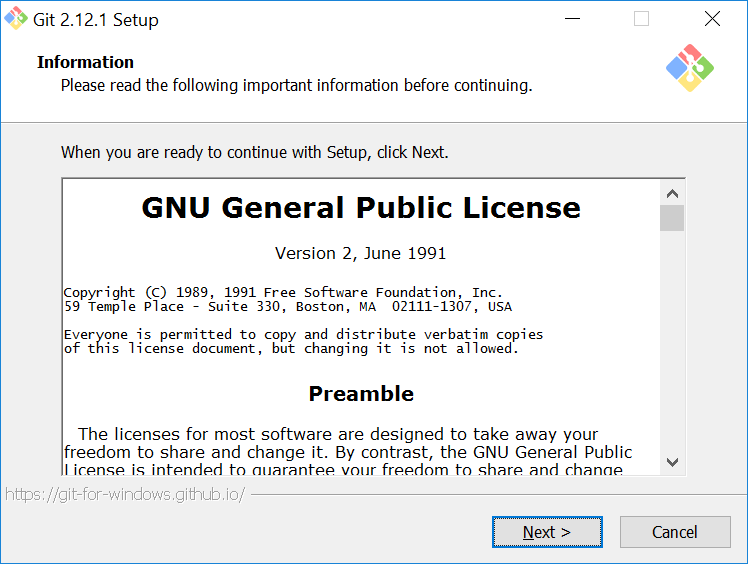 Git 2.12.1 Setup
Information
Please read the following important information before continuing.
When you are ready to continue with Setup, click Next.
GNU General Public License
Version 2, June 1991
Copyright (C) 1989, 1991 Free Software Foundation, Inc.
59 Temple Place - Suite 330, Boston, MA  02111-1307, USA
Everyone is permitted to copy and distribute verbatim copies
of this license document, but changing it is not allowed.
Preamble
The licenses for most software are designed to take away your
freedom to share and change it. By contrast, the GNU General Public
License is intended to guarantee your freedom to share and change
https://git-for-windows.github.io/
Next >
Cancel